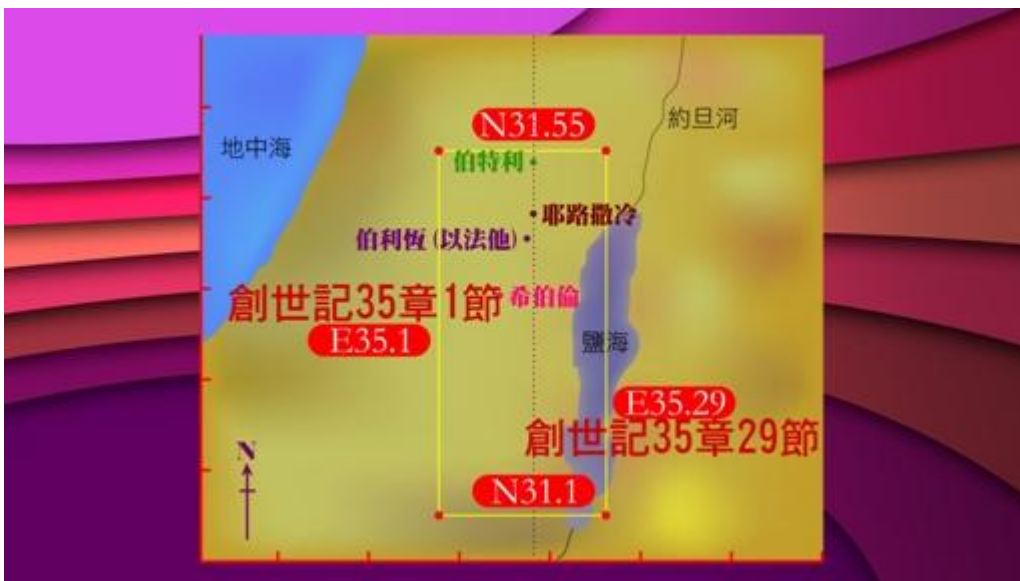 N31.55
約旦河
地中海
伯特利
耶路撒冷
伯利恆 (以法他)
創世記35章1節
希伯倫
E35.1
鹽海
E35.29
創世記35章29節
N
N31.1